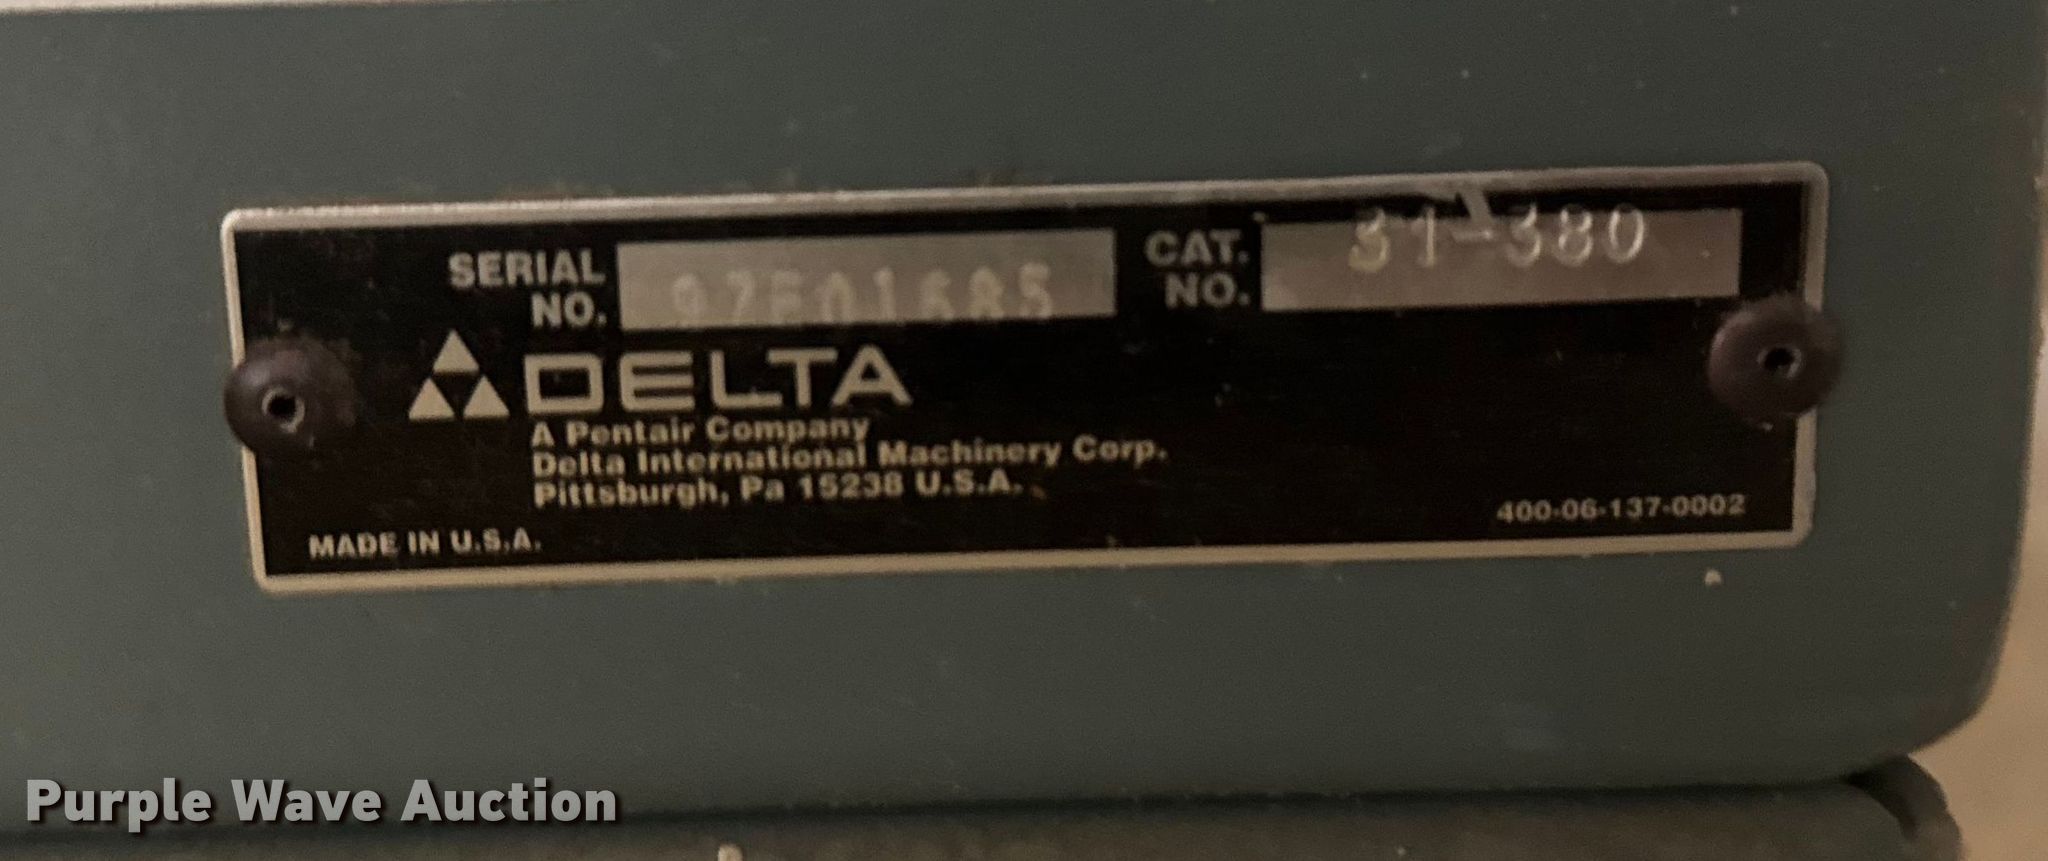 SERIAL
NO.
CAT.
NO. 31-380
DELTA
A Pentair Company
Delta International Machinery Corp.
Pittsburgh, Pa 15238 U.S.A.
MADE IN U.S.A.
400-06-137-0002
Purple Wave Auction